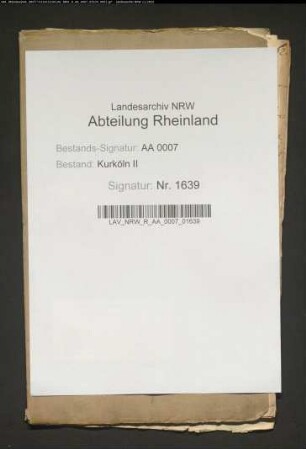 Landesarchiv NRW
Abteilung Rheinland
Bestands-Signatur: AA 0007
Bestand: Kurköln II
Signatur: Nr. 1639
LAV_NRW_R_AA_0007_01639